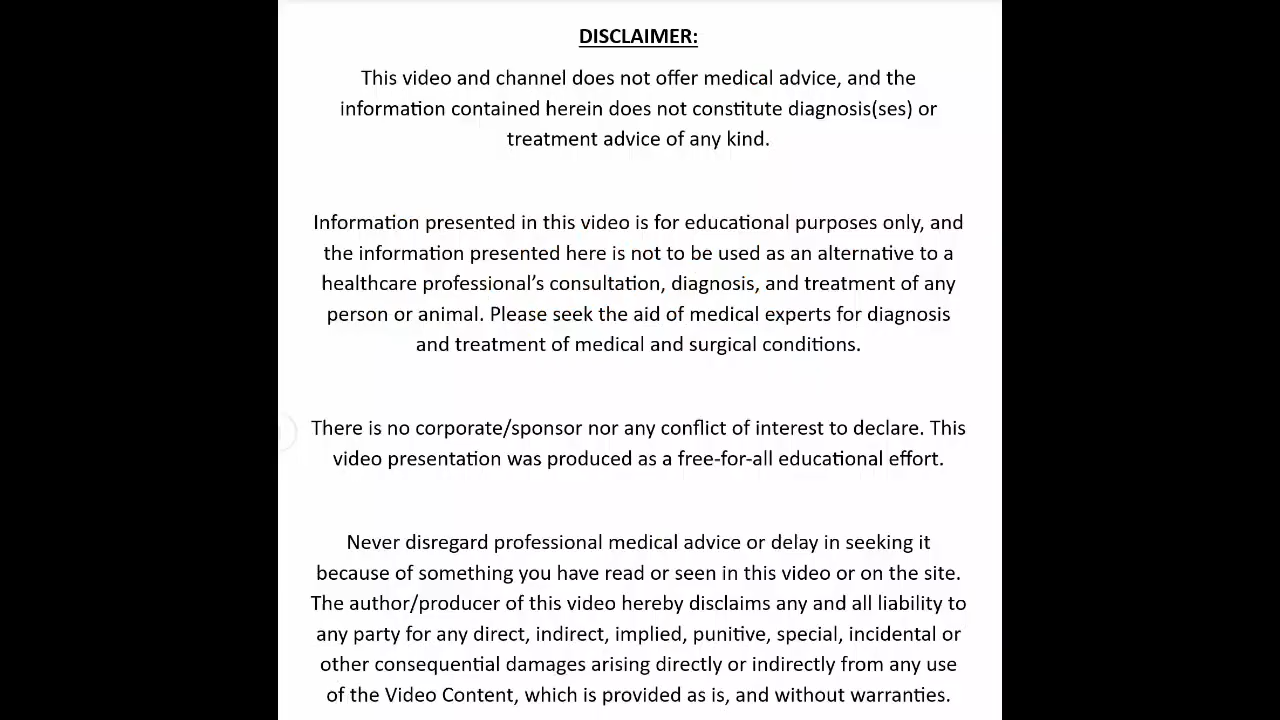 DISCLAIMER:
This video and channel does not offer medical advice, and the
information contained herein does not constitute diagnosis(ses) or
treatment advice of any kind.
Information presented in this video is for educational purposes only, and
the information presented here is not to be used as an alternative to a
healthcare professional’s consultation, diagnosis, and treatment of any
person or animal. Please seek the aid of medical experts for diagnosis
and treatment of medical and surgical conditions.
There is no corporate/sponsor nor any conflict of interest to declare. This
video presentation was produced as a free-for-all educational effort.
Never disregard professional medical advice or delay in seeking it
because of something you have read or seen in this video or on the site.
The author/producer of this video hereby disclaims any and all liability to
any party for any direct, indirect, implied, punitive, special, incidental or
other consequential damages arising directly or indirectly from any use
of the Video Content, which is provided as is, and without warranties.